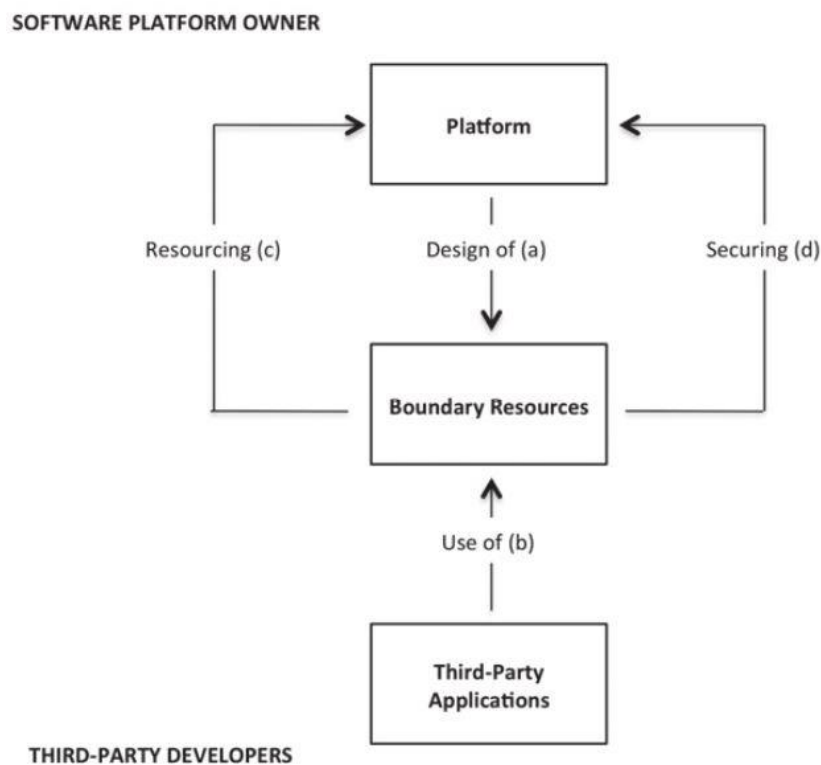 SOFTWARE PLATFORM OWNER
Platform
Resourcing (c)
Design of (a)
Securing (d)
Boundary Resources
Use of (b)
Third-Party
Applications
THIRD-PARTY DEVELOPERS